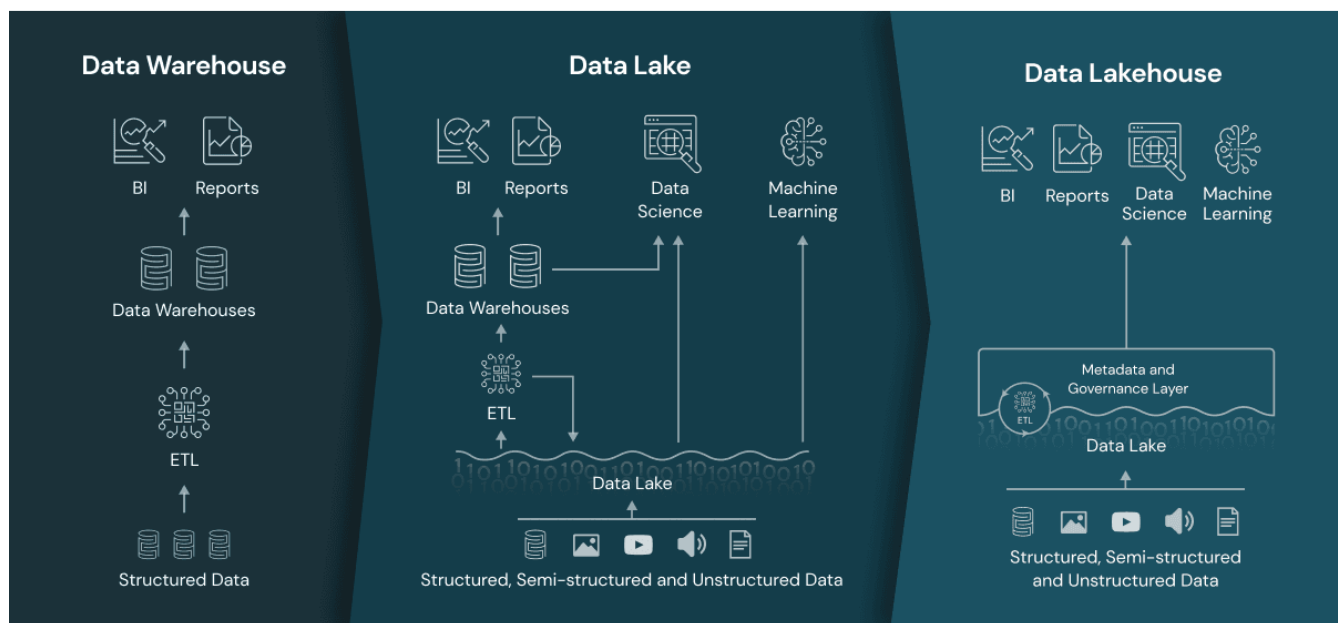 Data Warehouse
BI
Reports
Data Warehouses
ETL
Structured Data
Data Lake
BI
Reports
Data
Science
Machine
Learning
Data Warehouses
ETL
Data Lake
Structured, Semi-structured and Unstructured Data
Data Lakehouse
BI
Reports
Data
Science
Machine
Learning
Metadata and
Governance Layer
ETL
Data Lake
Structured, Semi-structured
and Unstructured Data